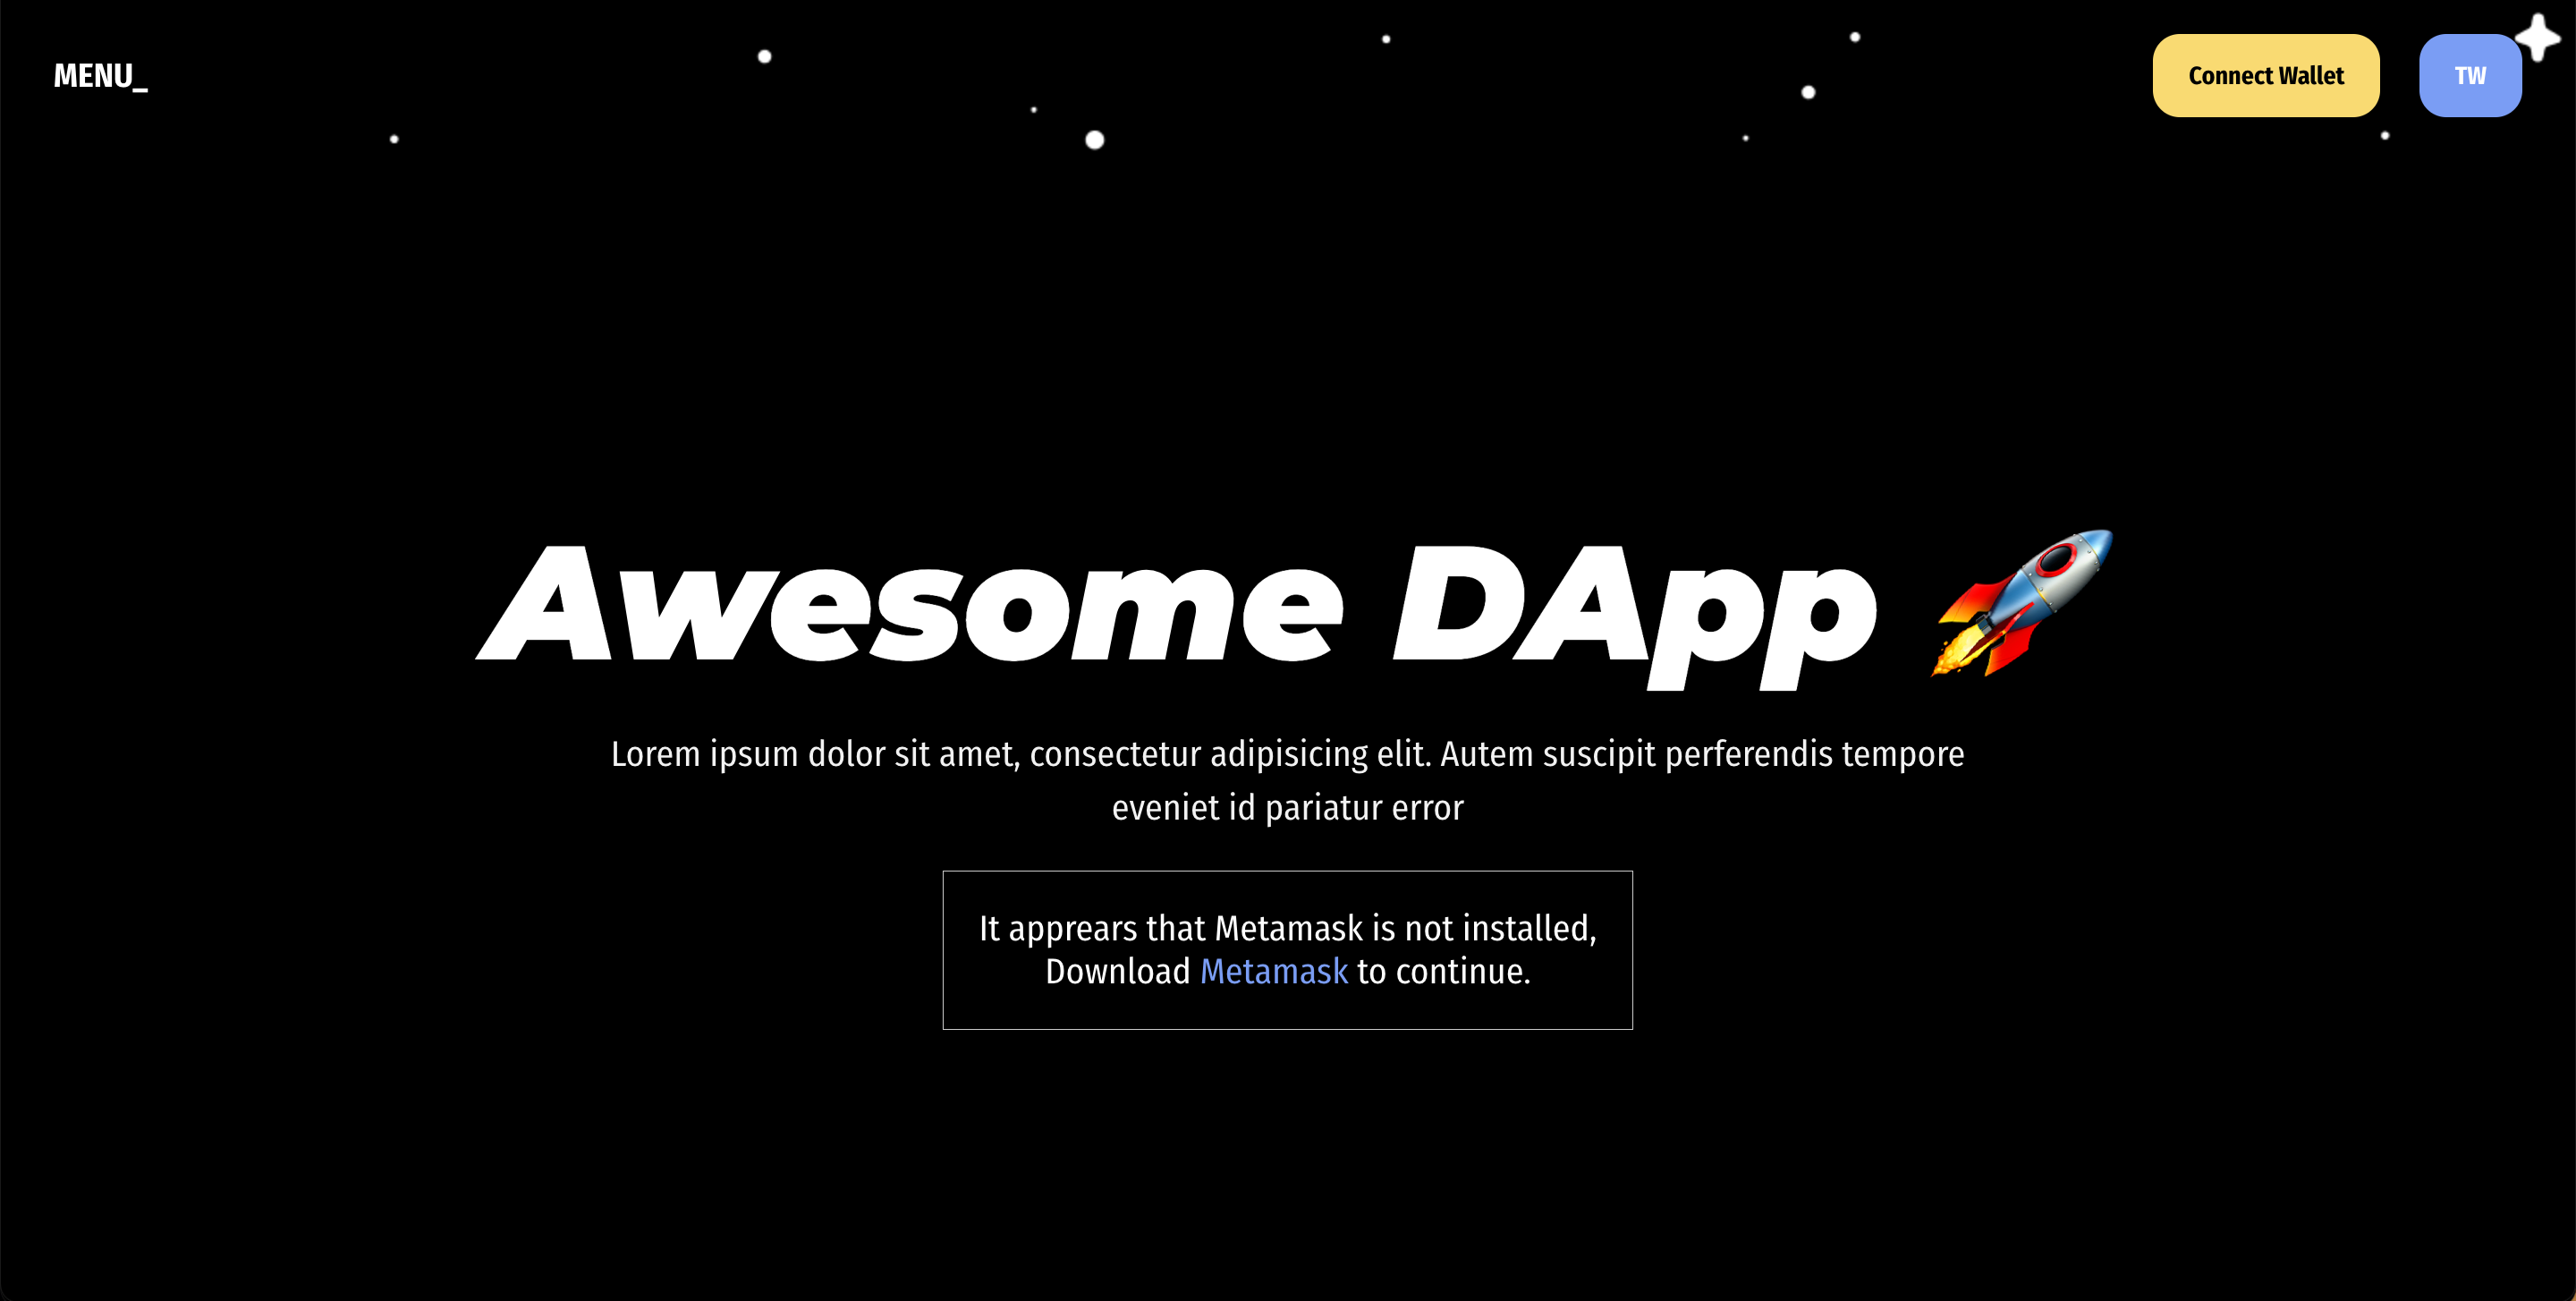 MENU_
Connect Wallet
TW
Awesome DApp 🚀
Lorem ipsum dolor sit amet, consectetur adipisicing elit. Autem suscipit perferendis tempore
eveniet id pariatur error
It apprears that Metamask is not installed,
Download Metamask to continue.